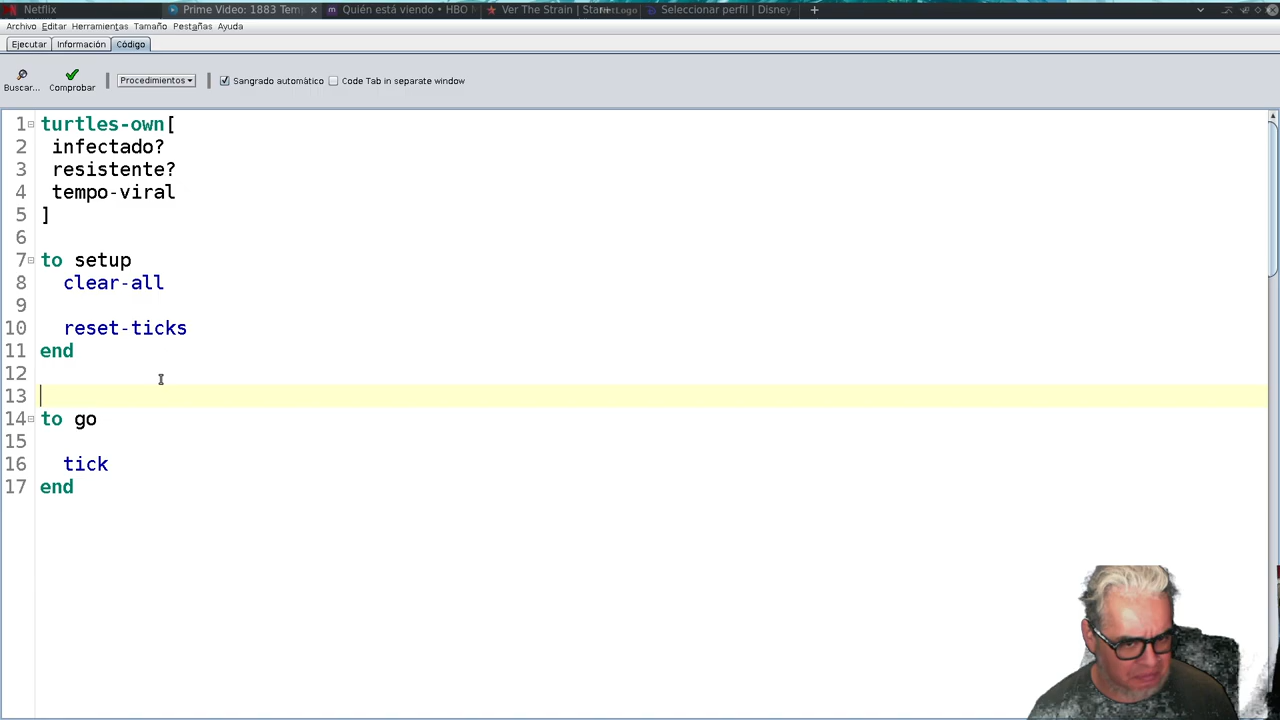 Netflix
Prime Video: 1883 Tem
Quién está viendo • HBO
Ver The Strain | Star+
NetLogo
Seleccionar perfil | Disney
Archivo Editar Herramientas Tamaño Pestañas Ayuda
Ejecutar Información Código
Buscar... Comprobar Procedimientos Sangrado automático Code Tab in separate window
1 turtles-own[
2 infectado?
3 resistente?
4 tempo-viral
5 ]
6
7 to setup
8 clear-all
9
10 reset-ticks
11 end
12
13
14 to go
15
16 tick
17 end